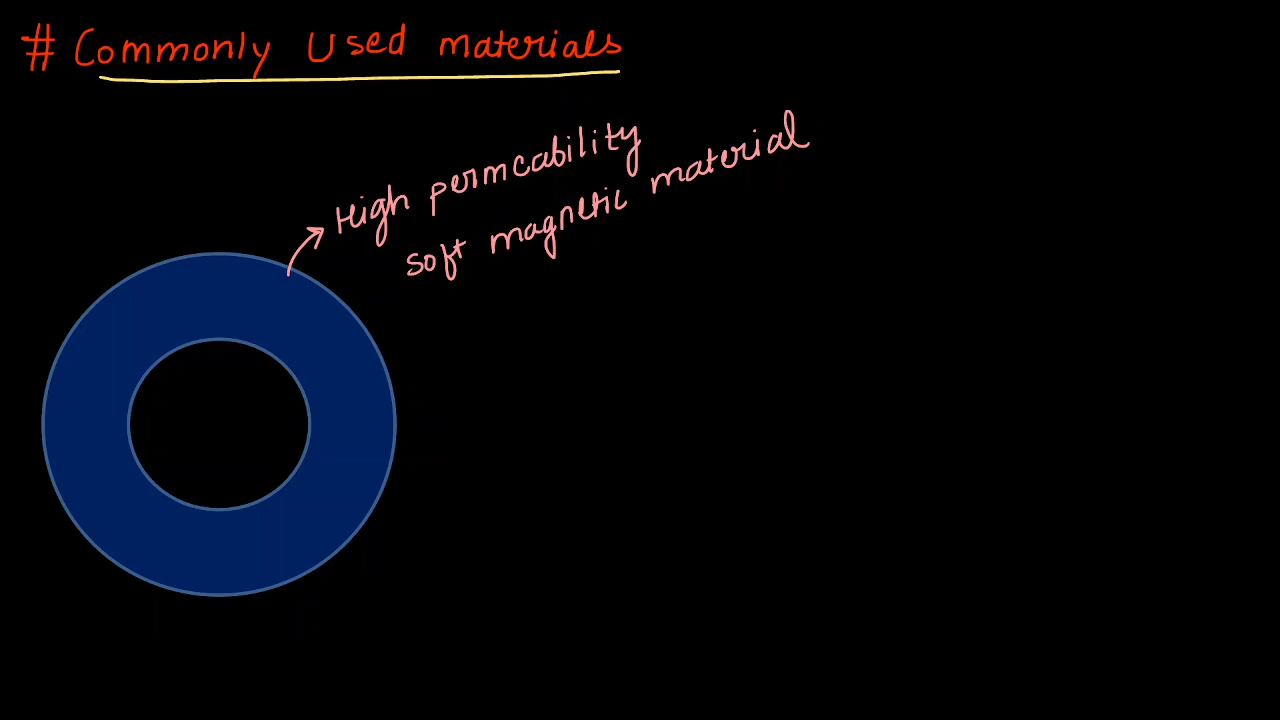 # Commonly Used materials
High permeability
soft magnetic material